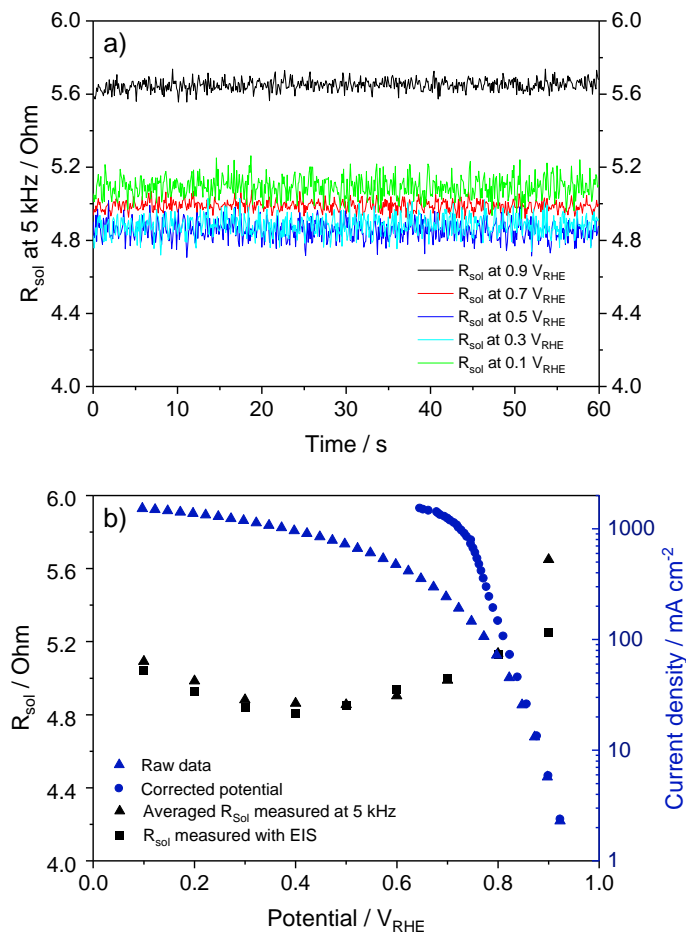 a)
6.0 6.0
5.6 5.6
5.2 5.2
4.8 4.8
4.4 4.4
4.0 4.0
R_sol at 5 kHz / Ohm
R_sol at 0.9 V_RHE
R_sol at 0.7 V_RHE
R_sol at 0.5 V_RHE
R_sol at 0.3 V_RHE
R_sol at 0.1 V_RHE
0 10 20 30 40 50 60
Time / s
b)
6.0
5.6
5.2
4.8
4.4
4.0
R_sol / Ohm
1000
100
10
1
Current density / mA cm⁻²
Raw data
Corrected potential
Averaged R_Sol measured at 5 kHz
R_sol measured with EIS
0.0 0.2 0.4 0.6 0.8 1.0
Potential / V_RHE